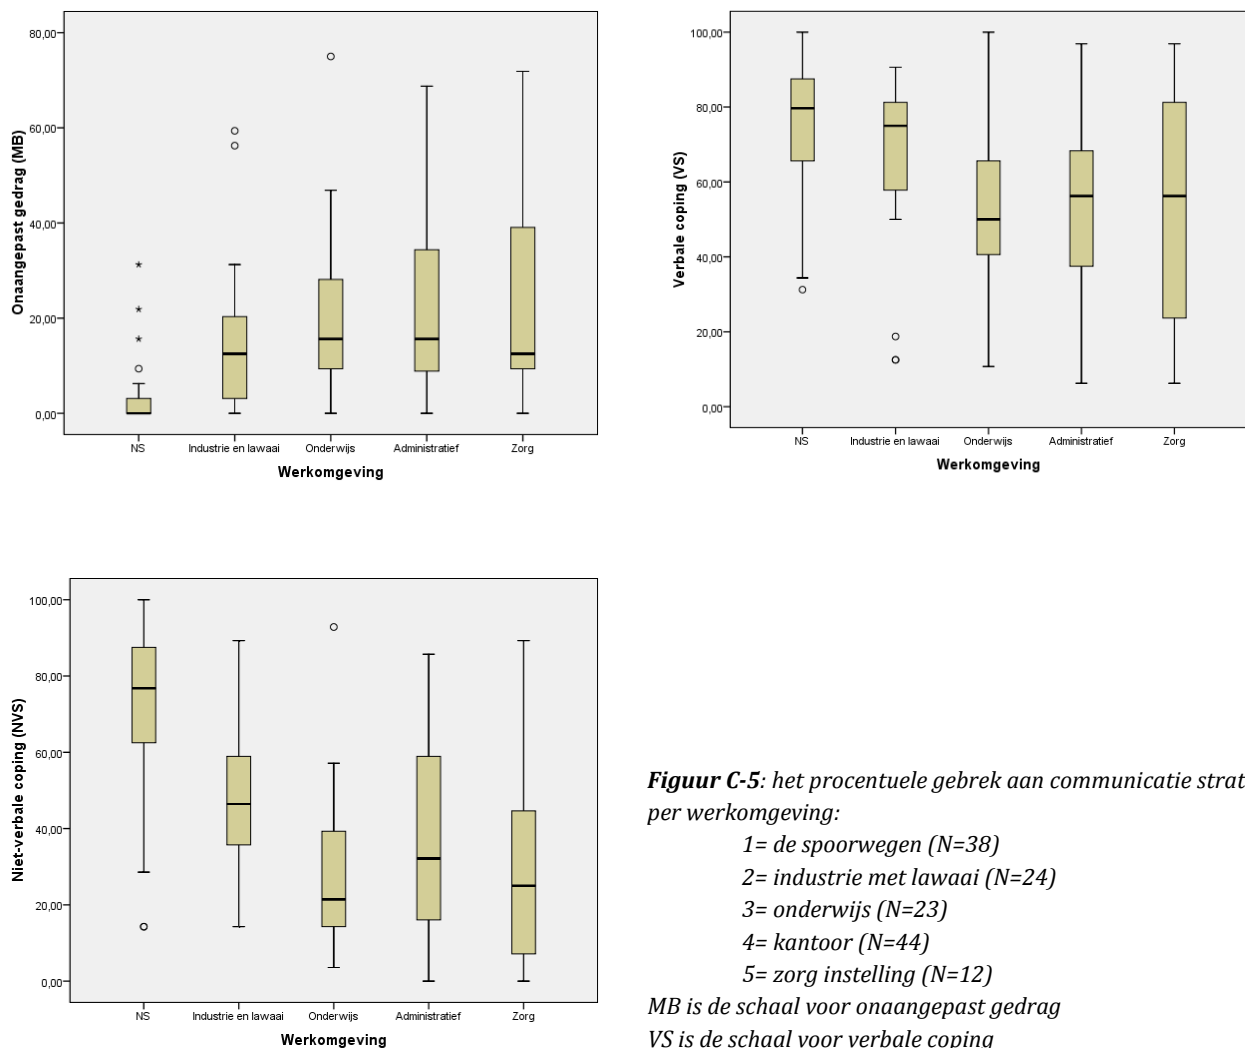 80,00
60,00
40,00
20,00
0,00
Onaangepast gedrag (MB)
NS
Industrie en lawaai
Onderwijs
Administratief
Zorg
Werkomgeving
100,00
80,00
60,00
40,00
20,00
0,00
Verbale coping (VS)
NS
Industrie en lawaai
Onderwijs
Administratief
Zorg
Werkomgeving
100,00
80,00
60,00
40,00
20,00
0,00
Niet-verbale coping (NVS)
NS
Industrie en lawaai
Onderwijs
Administratief
Zorg
Werkomgeving
Figuur C-5: het procentuele gebrek aan communicatie strat
per werkomgeving:
1= de spoorwegen (N=38)
2= industrie met lawaai (N=24)
3= onderwijs (N=23)
4= kantoor (N=44)
5= zorg instelling (N=12)
MB is de schaal voor onaangepast gedrag
VS is de schaal voor verbale coping